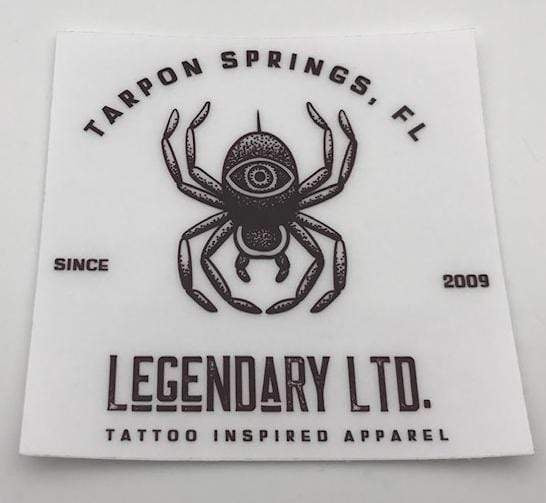 TARPON SPRINGS, FL
SINCE
2009
LEGENDARY LTD.
TATTOO INSPIRED APPAREL